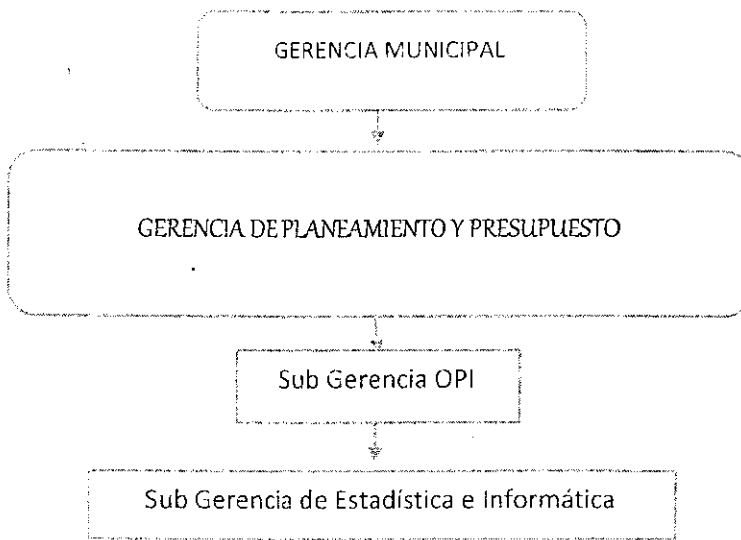 GERENCIA MUNICIPAL
GERENCIA DE PLANEAMIENTO Y PRESUPUESTO
Sub Gerencia OPI
Sub Gerencia de Estadística e Informática